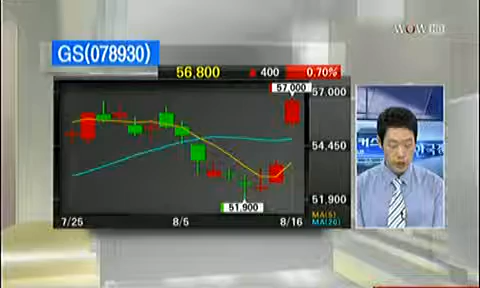 WOW HD
GS(078930)
56,800 ▲ 400 0.70%
57,000
57,000
54,450
51,900
51,900
7/25 8/5 8/16
MA(5)
MA(20)